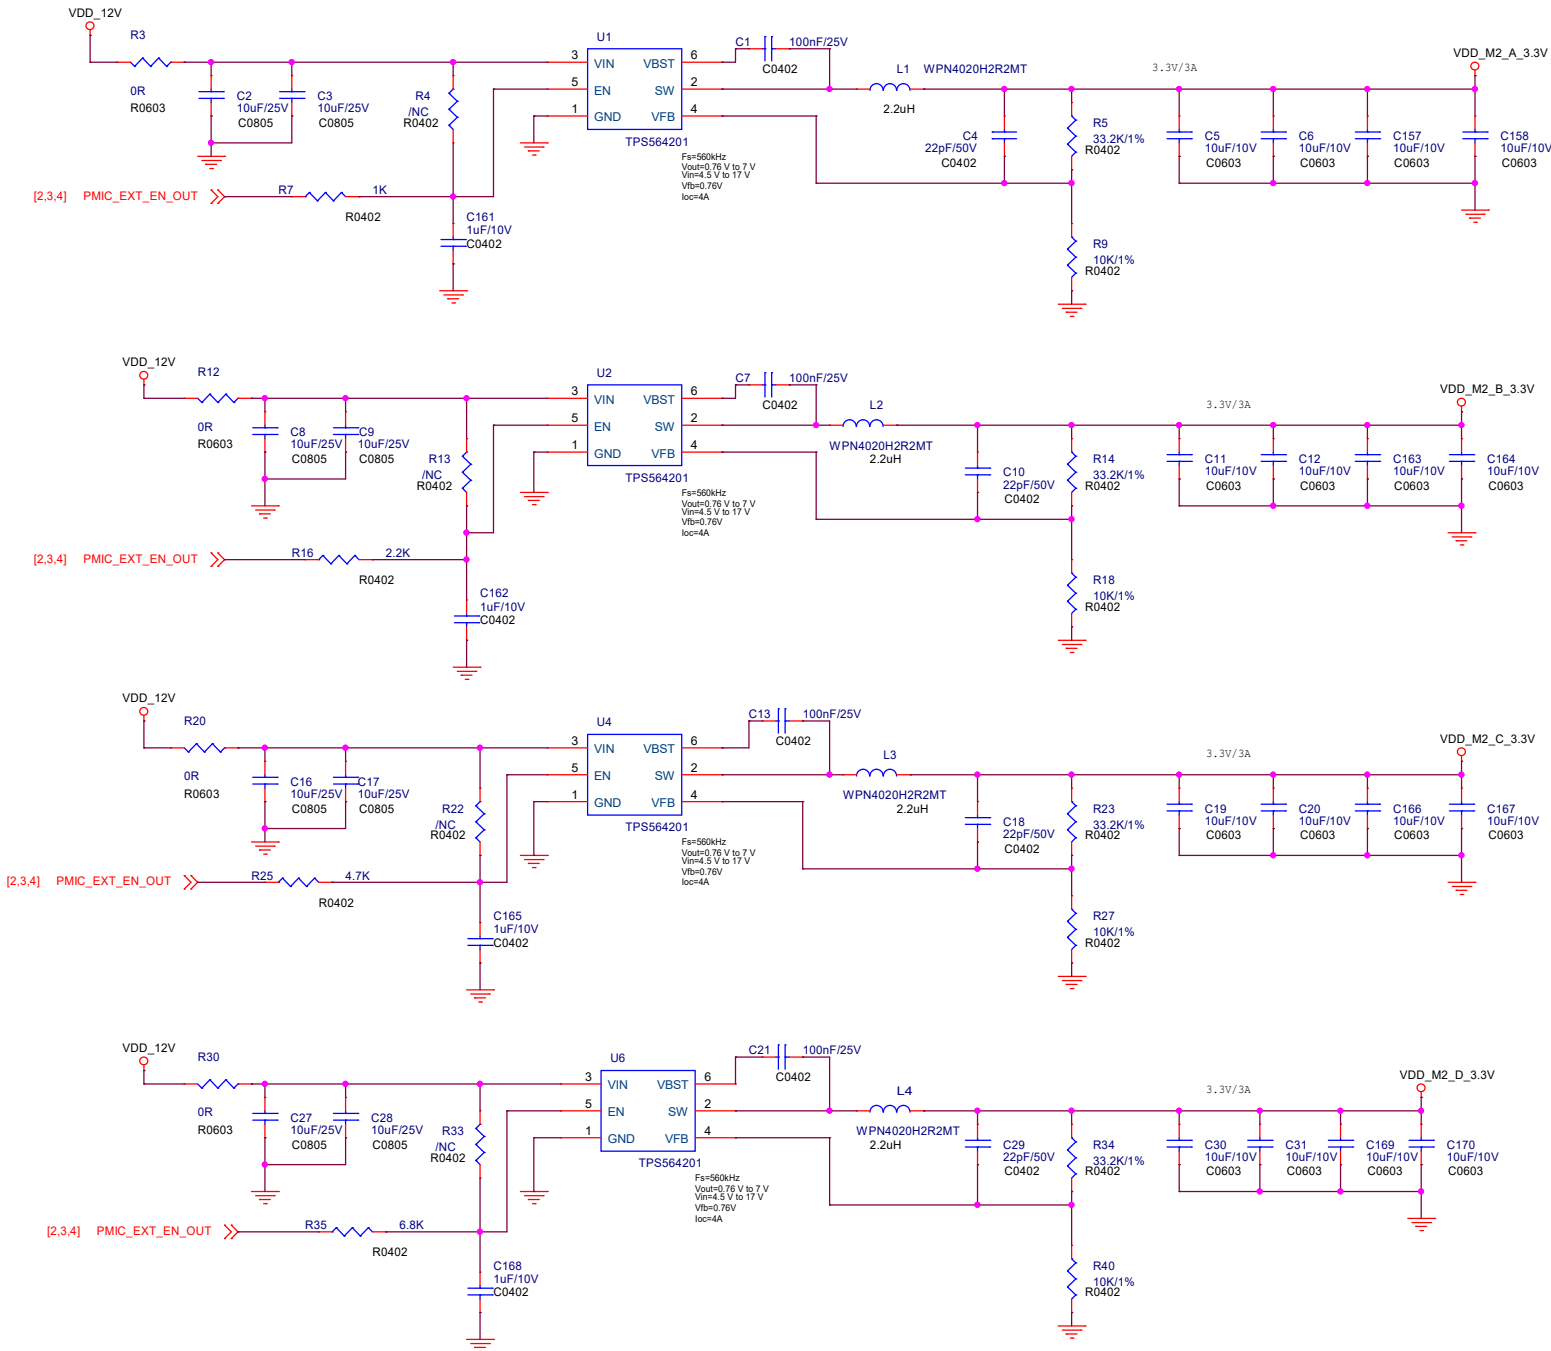 VDD_12V
R3
0R
R0603
C2
10uF/25V
C0805
C3
10uF/25V
C0805
R4
/NC
R0402
[2,3,4] PMIC_EXT_EN_OUT
R7
1K
R0402
C161
1uF/10V
C0402
U1
3 VIN VBST 6
5 EN SW 2
1 GND VFB 4
TPS564201
Fs=560kHz
Vout=0.76 V to 7 V
Vin=4.5 V to 17 V
Vfb=0.76V
Ioc=4A
C1
100nF/25V
C0402
L1
WPN4020H2R2MT
2.2uH
C4
22pF/50V
C0402
R5
33.2K/1%
R0402
R9
10K/1%
R0402
3.3V/3A
C5
10uF/10V
C0603
C6
10uF/10V
C0603
C157
10uF/10V
C0603
C158
10uF/10V
C0603
VDD_M2_A_3.3V
VDD_12V
R12
0R
R0603
C8
10uF/25V
C0805
C9
10uF/25V
C0805
R13
/NC
R0402
[2,3,4] PMIC_EXT_EN_OUT
R16
2.2K
R0402
C162
1uF/10V
C0402
U2
3 VIN VBST 6
5 EN SW 2
1 GND VFB 4
TPS564201
Fs=560kHz
Vout=0.76 V to 7 V
Vin=4.5 V to 17 V
Vfb=0.76V
Ioc=4A
C7
100nF/25V
C0402
L2
WPN4020H2R2MT
2.2uH
C10
22pF/50V
C0402
R14
33.2K/1%
R0402
R18
10K/1%
R0402
3.3V/3A
C11
10uF/10V
C0603
C12
10uF/10V
C0603
C163
10uF/10V
C0603
C164
10uF/10V
C0603
VDD_M2_B_3.3V
VDD_12V
R20
0R
R0603
C16
10uF/25V
C0805
C17
10uF/25V
C0805
R22
/NC
R0402
[2,3,4] PMIC_EXT_EN_OUT
R25
4.7K
R0402
C165
1uF/10V
C0402
U4
3 VIN VBST 6
5 EN SW 2
1 GND VFB 4
TPS564201
Fs=560kHz
Vout=0.76 V to 7 V
Vin=4.5 V to 17 V
Vfb=0.76V
Ioc=4A
C13
100nF/25V
C0402
L3
WPN4020H2R2MT
2.2uH
C18
22pF/50V
C0402
R23
33.2K/1%
R0402
R27
10K/1%
R0402
3.3V/3A
C19
10uF/10V
C0603
C20
10uF/10V
C0603
C166
10uF/10V
C0603
C167
10uF/10V
C0603
VDD_M2_C_3.3V
VDD_12V
R30
0R
R0603
C27
10uF/25V
C0805
C28
10uF/25V
C0805
R33
/NC
R0402
[2,3,4] PMIC_EXT_EN_OUT
R35
6.8K
R0402
C168
1uF/10V
C0402
U6
3 VIN VBST 6
5 EN SW 2
1 GND VFB 4
TPS564201
Fs=560kHz
Vout=0.76 V to 7 V
Vin=4.5 V to 17 V
Vfb=0.76V
Ioc=4A
C21
100nF/25V
C0402
L4
WPN4020H2R2MT
2.2uH
C29
22pF/50V
C0402
R34
33.2K/1%
R0402
R40
10K/1%
R0402
3.3V/3A
C30
10uF/10V
C0603
C31
10uF/10V
C0603
C169
10uF/10V
C0603
C170
10uF/10V
C0603
VDD_M2_D_3.3V